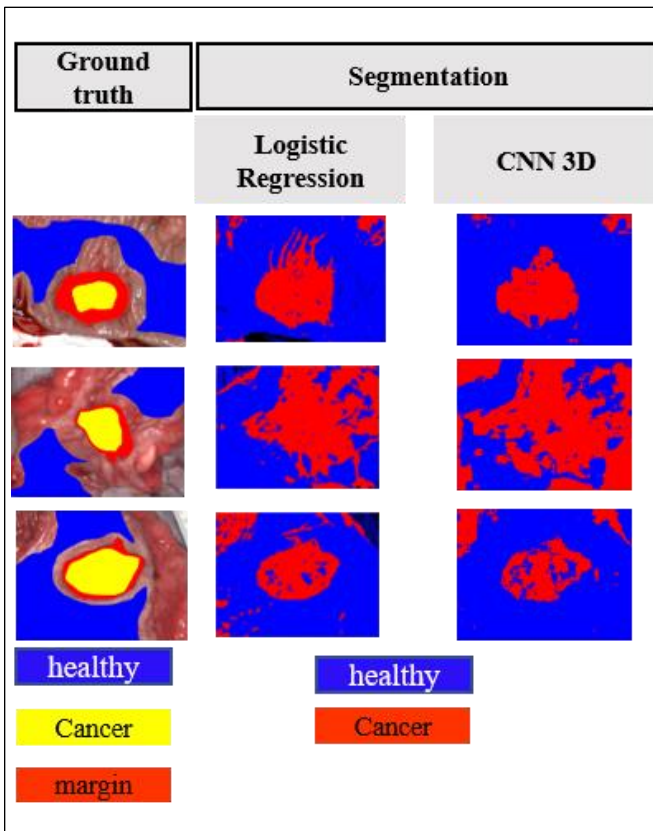 Ground
truth
Segmentation
Logistic
Regression
CNN 3D
healthy
Cancer
margin
healthy
Cancer